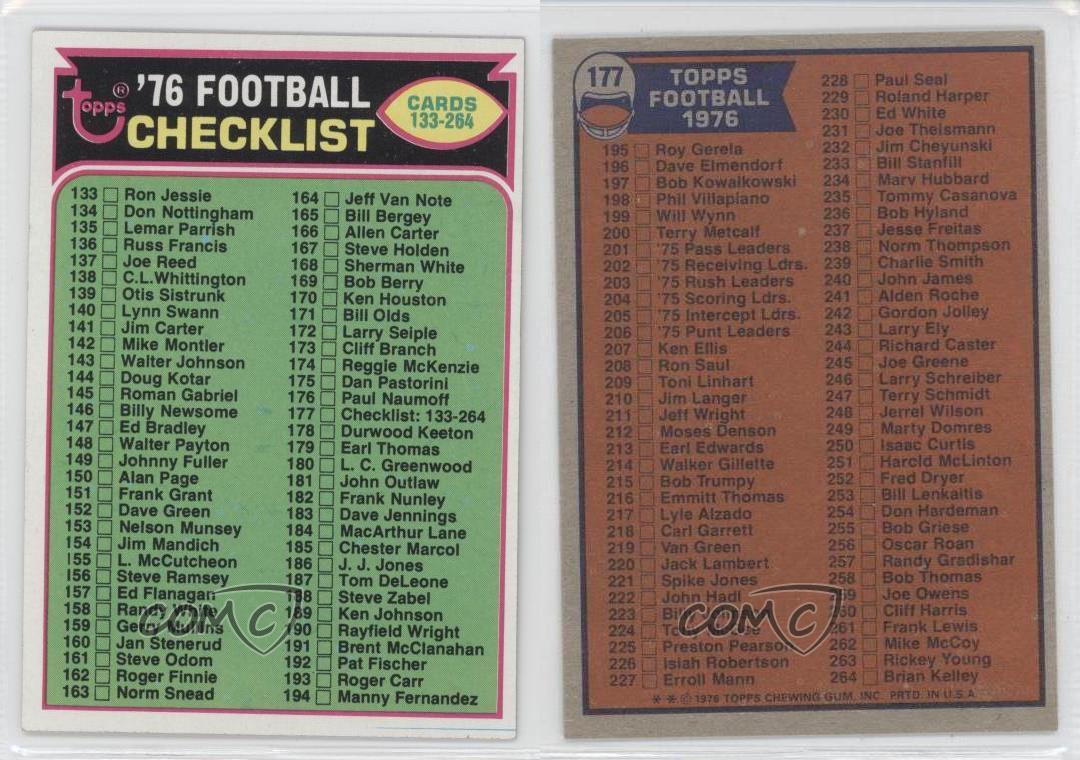 topps®
'76 FOOTBALL
CHECKLIST
CARDS
133-264
133 Ron Jessie
134 Don Nottingham
135 Lemar Parrish
136 Russ Francis
137 Joe Reed
138 C.L.Whittington
139 Otis Sistrunk
140 Lynn Swann
141 Jim Carter
142 Mike Montler
143 Walter Johnson
144 Doug Kotar
145 Roman Gabriel
146 Billy Newsome
147 Ed Bradley
148 Walter Payton
149 Johnny Fuller
150 Alan Page
151 Frank Grant
152 Dave Green
153 Nelson Munsey
154 Jim Mandich
155 L. McCutcheon
156 Steve Ramsey
157 Ed Flanagan
158 Randy White
159 Gerry Mullins
160 Jan Stenerud
161 Steve Odom
162 Roger Finnie
163 Norm Snead
164 Jeff Van Note
165 Bill Bergey
166 Allen Carter
167 Steve Holden
168 Sherman White
169 Bob Berry
170 Ken Houston
171 Bill Olds
172 Larry Seiple
173 Cliff Branch
174 Reggie McKenzie
175 Dan Pastorini
176 Paul Naumoff
177 Checklist: 133-264
178 Durwood Keeton
179 Earl Thomas
180 L. C. Greenwood
181 John Outlaw
182 Frank Nunley
183 Dave Jennings
184 MacArthur Lane
185 Chester Marcol
186 J. J. Jones
187 Tom DeLeone
188 Steve Zabel
189 Ken Johnson
190 Rayfield Wright
191 Brent McClanahan
192 Pat Fischer
193 Roger Carr
194 Manny Fernandez
COMC
177
TOPPS
FOOTBALL
1976
195 Roy Gerela
196 Dave Elmendorf
197 Bob Kowalkowski
198 Phil Villapiano
199 Will Wynn
200 Terry Metcalf
201 '75 Pass Leaders
202 '75 Receiving Ldrs.
203 '75 Rush Leaders
204 '75 Scoring Ldrs.
205 '75 Intercept Ldrs.
206 '75 Punt Leaders
207 Ken Ellis
208 Ron Saul
209 Toni Linhart
210 Jim Langer
211 Jeff Wright
212 Moses Denson
213 Earl Edwards
214 Walker Gillette
215 Bob Trumpy
216 Emmitt Thomas
217 Lyle Alzado
218 Carl Garrett
219 Van Green
220 Jack Lambert
221 Spike Jones
222 John Hadl
223 Bill
224
225 Preston Pearson
226 Isiah Robertson
227 Erroll Mann
228 Paul Seal
229 Roland Harper
230 Ed White
231 Joe Theismann
232 Jim Cheyunski
233 Bill Stanfill
234 Marv Hubbard
235 Tommy Casanova
236 Bob Hyland
237 Jesse Freitas
238 Norm Thompson
239 Charlie Smith
240 John James
241 Alden Roche
242 Gordon Jolley
243 Larry Ely
244 Richard Caster
245 Joe Greene
246 Larry Schreiber
247 Terry Schmidt
248 Jerrel Wilson
249 Marty Domres
250 Isaac Curtis
251 Harold McLinton
252 Fred Dryer
253 Bill Lenkaitis
254 Don Hardeman
255 Bob Griese
256 Oscar Roan
257 Randy Gradishar
258 Bob Thomas
259 Joe Owens
260 Cliff Harris
261 Frank Lewis
262 Mike McCoy
263 Rickey Young
264 Brian Kelley
COMC
* * © 1976 TOPPS CHEWING GUM, INC. PRTD. IN U.S.A.